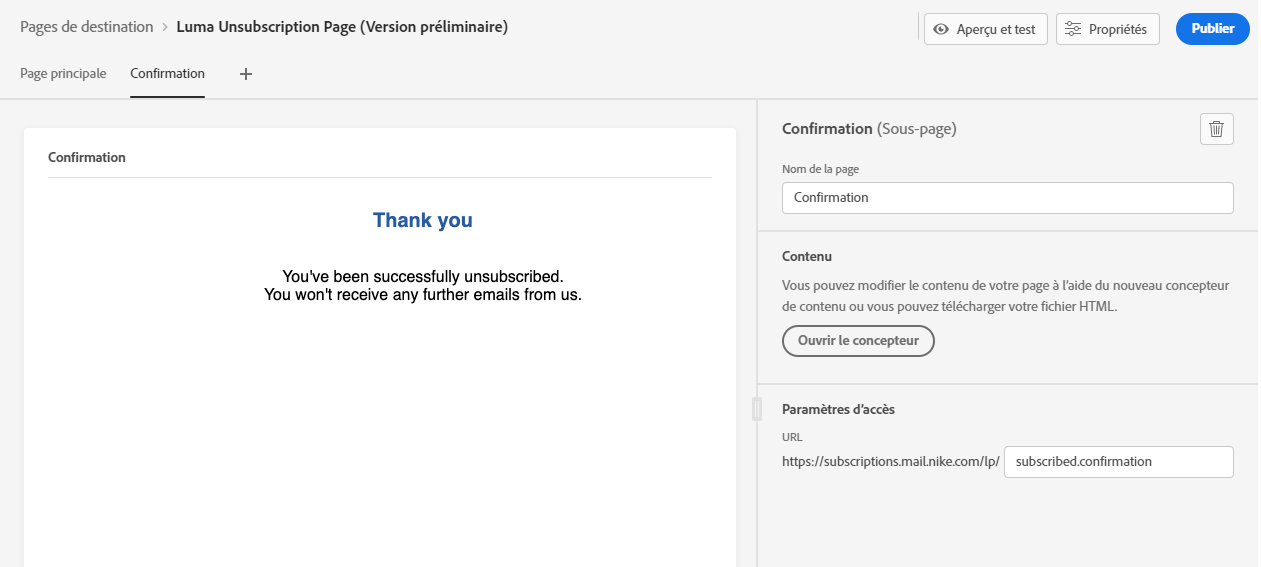 Pages de destination > Luma Unsubscription Page (Version préliminaire)
Aperçu et test
Propriétés
Publier
Page principale
Confirmation
+
Confirmation
Thank you
You've been successfully unsubscribed.
You won't receive any further emails from us.
Confirmation (Sous-page)
Nom de la page
Confirmation
Contenu
Vous pouvez modifier le contenu de votre page à l’aide du nouveau concepteur
de contenu ou vous pouvez télécharger votre fichier HTML.
Ouvrir le concepteur
Paramètres d’accès
URL
https://subscriptions.mail.nike.com/lp/ subscribed.confirmation